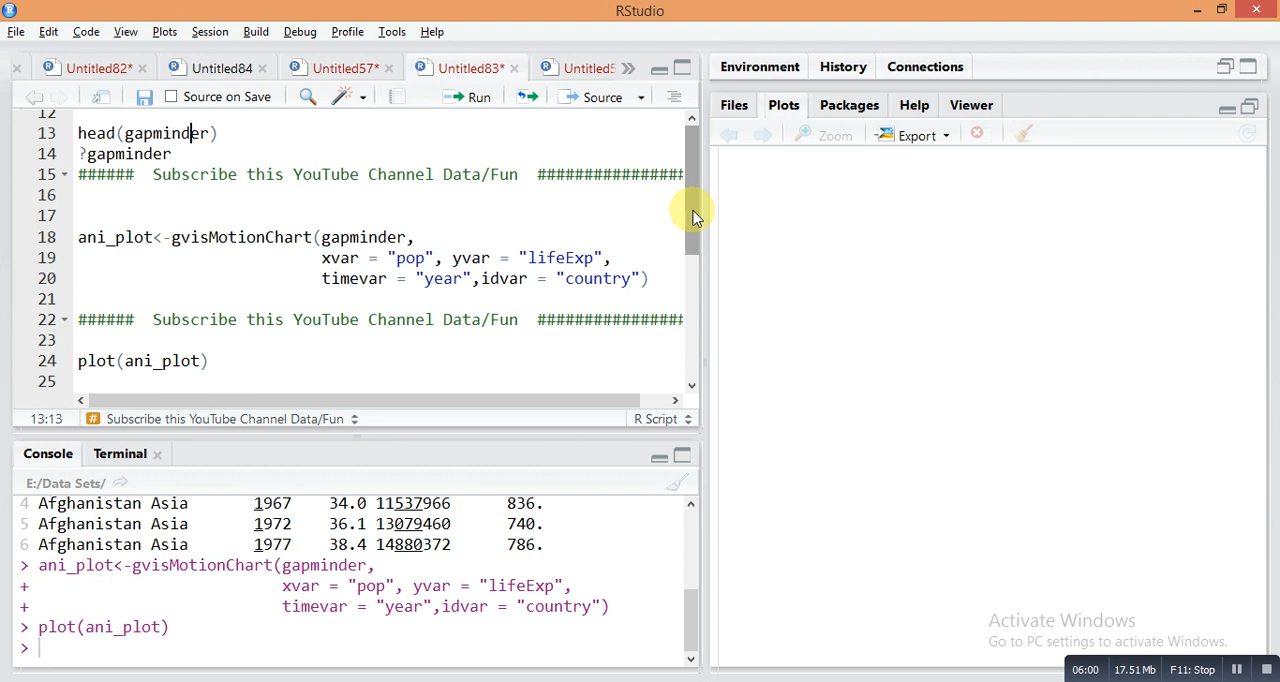 RStudio
File Edit Code View Plots Session Build Debug Profile Tools Help
Untitled82* Untitled84 Untitled57* Untitled83* Untitled5
Source on Save Run Source
12
13 head(gapminder)
14 ?gapminder
15 ###### Subscribe this YouTube Channel Data/Fun ################
16
17
18 ani_plot<-gvisMotionChart(gapminder,
19 xvar = "pop", yvar = "lifeExp",
20 timevar = "year",idvar = "country")
21
22 ###### Subscribe this YouTube Channel Data/Fun ################
23
24 plot(ani_plot)
25
13:13 # Subscribe this YouTube Channel Data/Fun R Script
Console Terminal
E:/Data Sets/
4 Afghanistan Asia 1967 34.0 11537966 836.
5 Afghanistan Asia 1972 36.1 13079460 740.
6 Afghanistan Asia 1977 38.4 14880372 786.
> ani_plot<-gvisMotionChart(gapminder,
+ xvar = "pop", yvar = "lifeExp",
+ timevar = "year",idvar = "country")
> plot(ani_plot)
>
Environment History Connections
Files Plots Packages Help Viewer
Zoom Export
Activate Windows
Go to PC settings to activate Windows.
06:00 17.51Mb F11: Stop